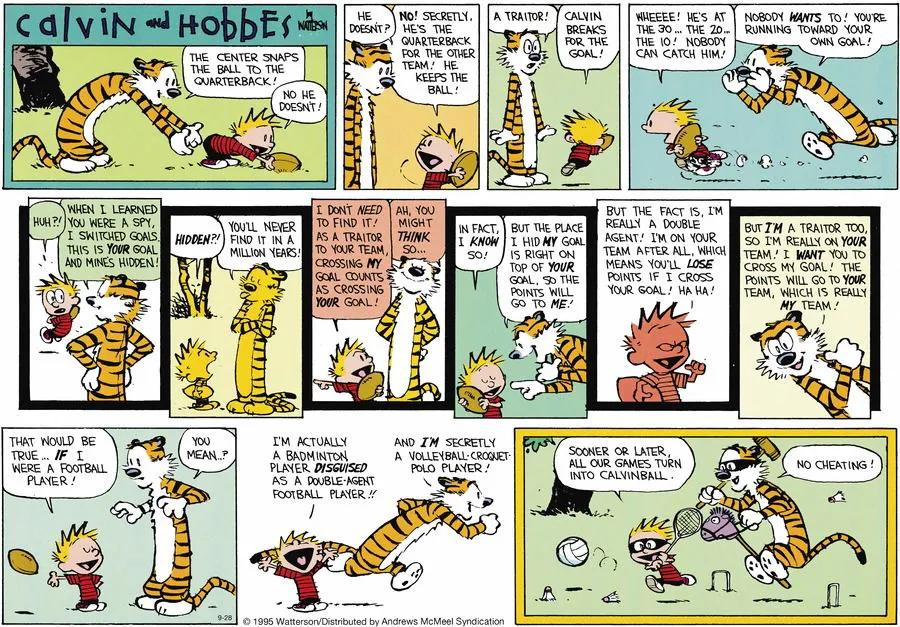 Calvin and Hobbes
by
WATTERSON
THE CENTER SNAPS
THE BALL TO THE
QUARTERBACK!
NO HE
DOESN'T!
HE
DOESN'T?
NO! SECRETLY,
HE'S THE
QUARTERBACK
FOR THE OTHER
TEAM! HE
KEEPS THE
BALL!
A TRAITOR!
CALVIN
BREAKS
FOR THE
GOAL!
WHEEEE! HE'S AT
THE 30... THE 20...
THE 10! NOBODY
CAN CATCH HIM!
NOBODY WANTS TO! YOU'RE
RUNNING TOWARD YOUR
OWN GOAL!
HUH?!
WHEN I LEARNED
YOU WERE A SPY,
I SWITCHED GOALS.
THIS IS YOUR GOAL
AND MINE'S HIDDEN!
HIDDEN?!
YOU'LL NEVER
FIND IT IN A
MILLION YEARS!
I DON'T NEED
TO FIND IT!
AS A TRAITOR
TO YOUR TEAM,
CROSSING MY
GOAL COUNTS
AS CROSSING
YOUR GOAL!
AH, YOU
MIGHT
THINK
SO...
IN FACT,
I KNOW
SO!
BUT THE PLACE
I HID MY GOAL
IS RIGHT ON
TOP OF YOUR
GOAL, SO THE
POINTS WILL
GO TO ME!
BUT THE FACT IS, I'M
REALLY A DOUBLE
AGENT! I'M ON YOUR
TEAM AFTER ALL, WHICH
MEANS YOU'LL LOSE
POINTS IF I CROSS
YOUR GOAL! HA HA!
BUT I'M A TRAITOR TOO,
SO I'M REALLY ON YOUR
TEAM! I WANT YOU TO
CROSS MY GOAL! THE
POINTS WILL GO TO YOUR
TEAM, WHICH IS REALLY
MY TEAM!
THAT WOULD BE
TRUE... IF I
WERE A FOOTBALL
PLAYER!
YOU
MEAN..?
9-28
I'M ACTUALLY
A BADMINTON
PLAYER DISGUISED
AS A DOUBLE-AGENT
FOOTBALL PLAYER!!
AND I'M SECRETLY
A VOLLEYBALL-CROQUET-
POLO PLAYER!
SOONER OR LATER,
ALL OUR GAMES TURN
INTO CALVINBALL.
NO CHEATING!
© 1995 Watterson/Distributed by Andrews McMeel Syndication